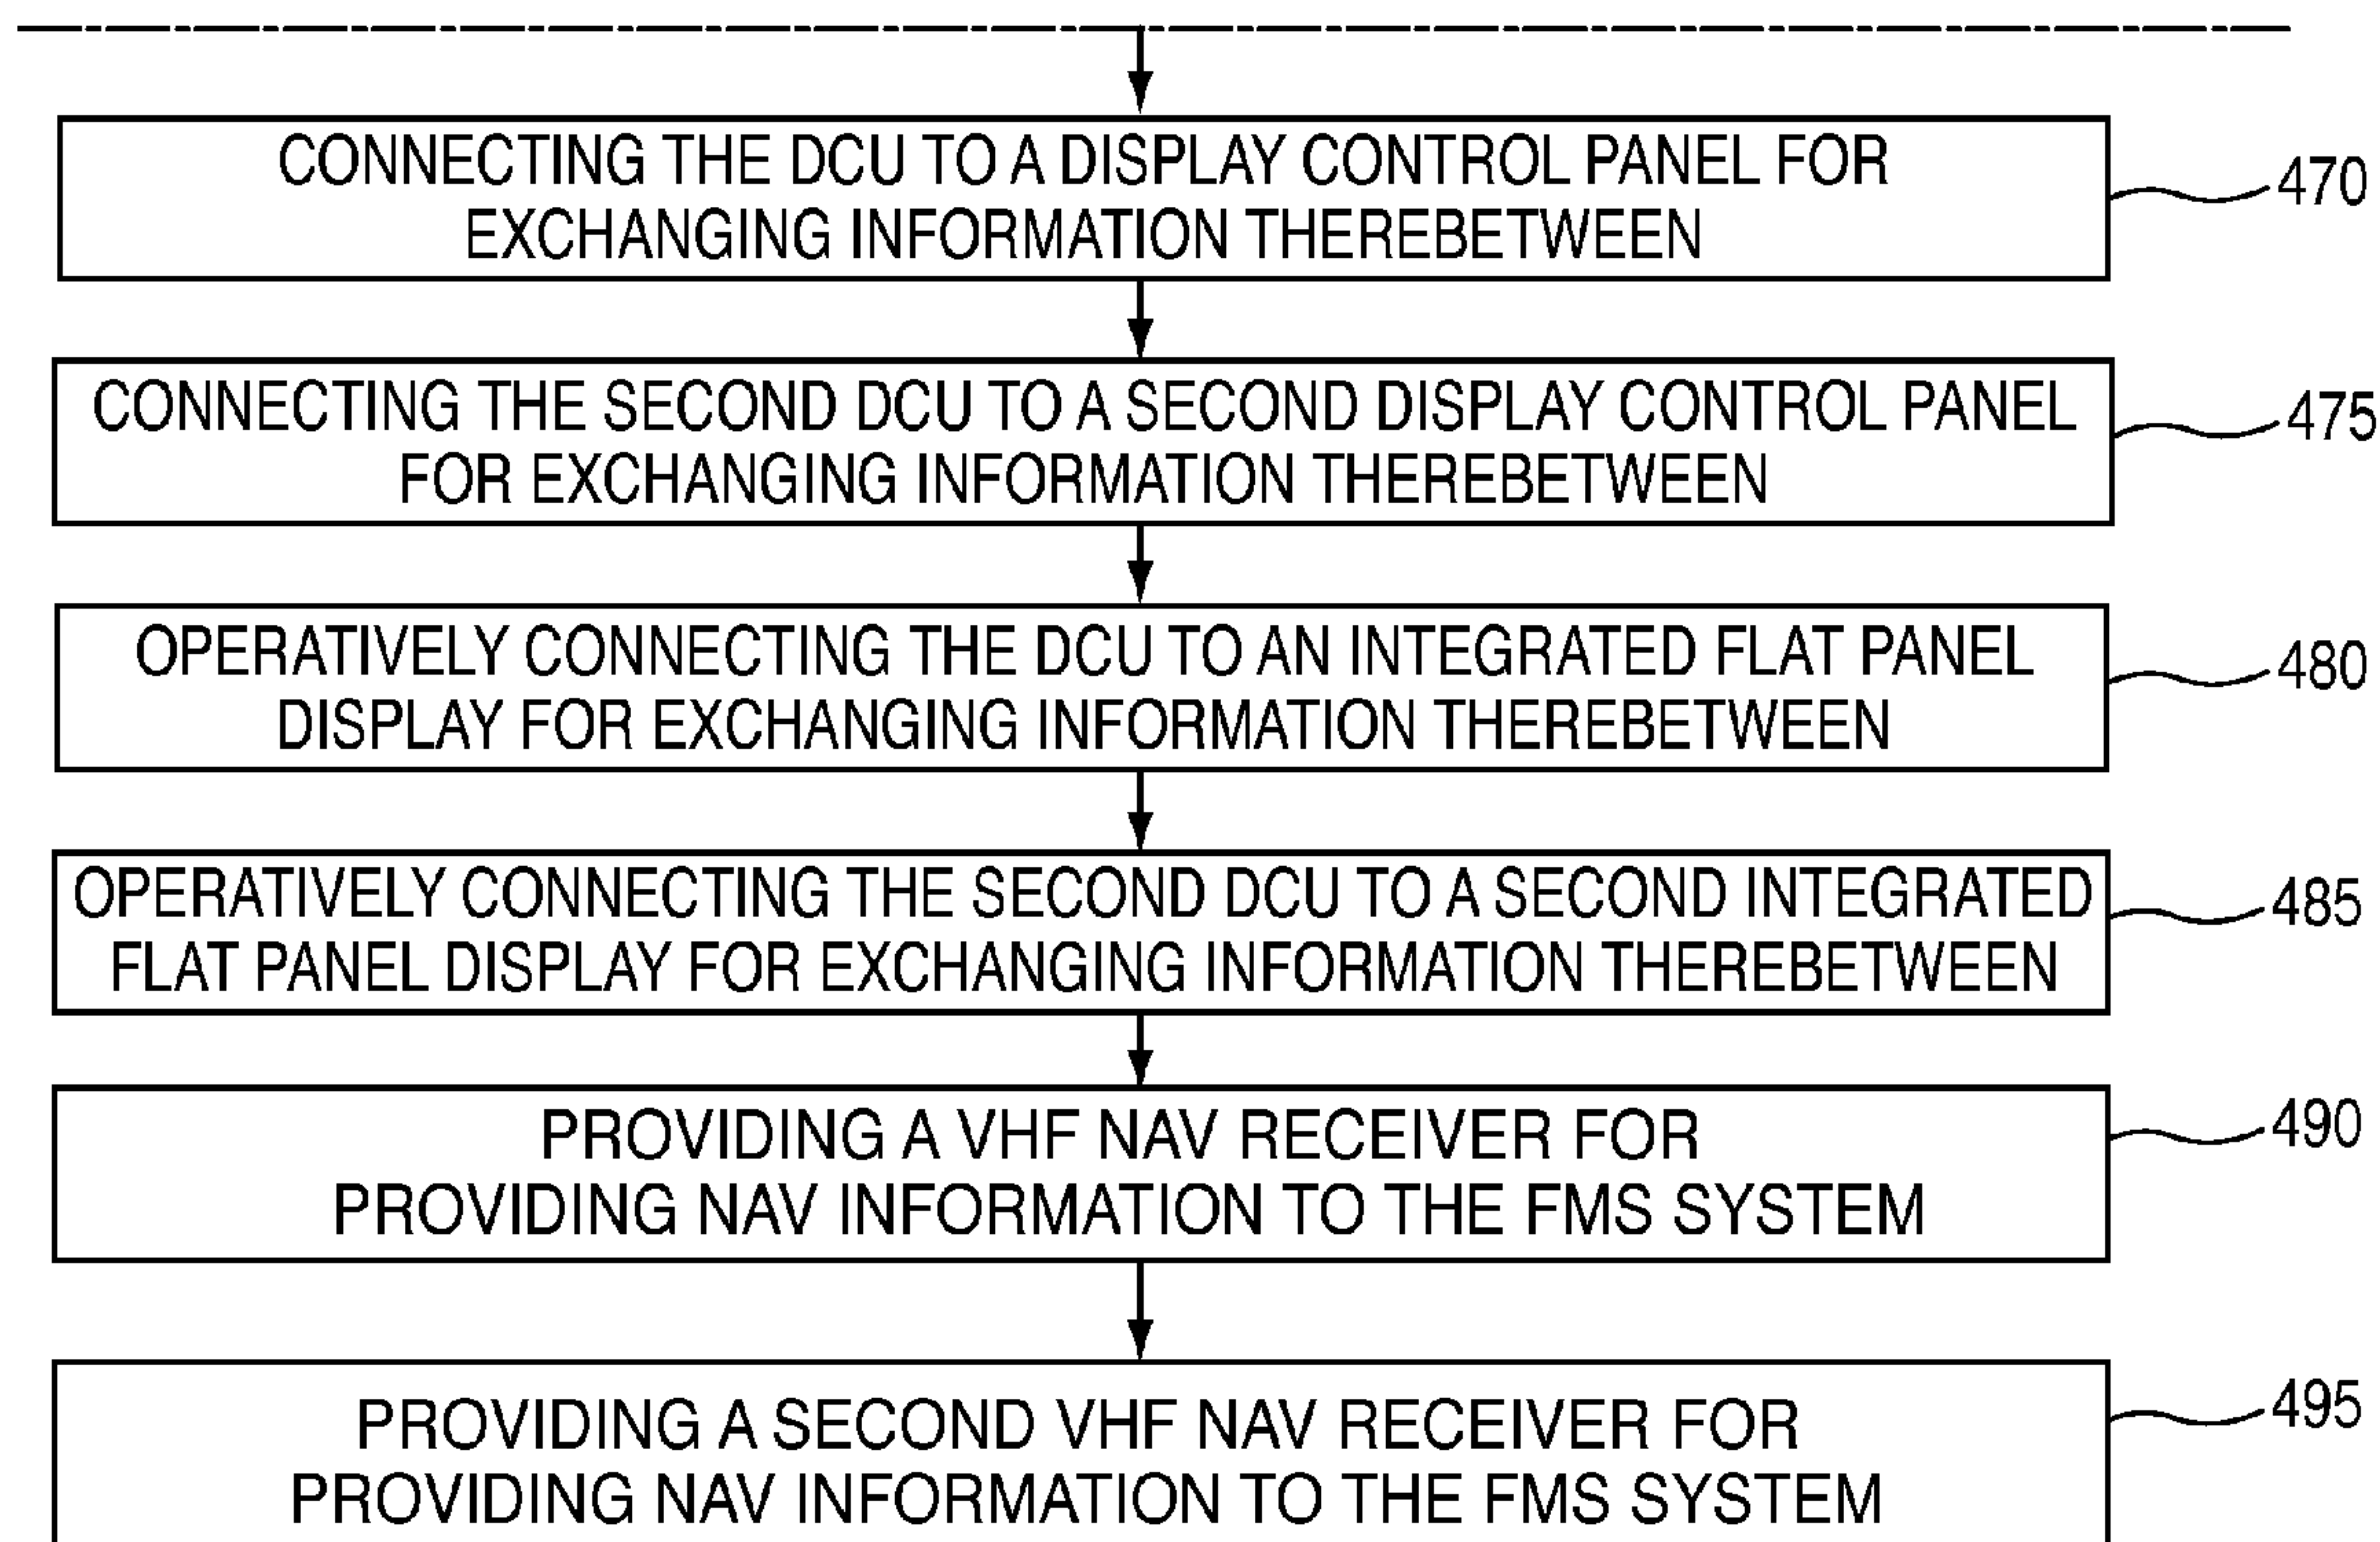 CONNECTING THE DCU TO A DISPLAY CONTROL PANEL FOR
EXCHANGING INFORMATION THEREBETWEEN
470
CONNECTING THE SECOND DCU TO A SECOND DISPLAY CONTROL PANEL
FOR EXCHANGING INFORMATION THEREBETWEEN
475
OPERATIVELY CONNECTING THE DCU TO AN INTEGRATED FLAT PANEL
DISPLAY FOR EXCHANGING INFORMATION THEREBETWEEN
480
OPERATIVELY CONNECTING THE SECOND DCU TO A SECOND INTEGRATED
FLAT PANEL DISPLAY FOR EXCHANGING INFORMATION THEREBETWEEN
485
PROVIDING A VHF NAV RECEIVER FOR
PROVIDING NAV INFORMATION TO THE FMS SYSTEM
490
PROVIDING A SECOND VHF NAV RECEIVER FOR
PROVIDING NAV INFORMATION TO THE FMS SYSTEM
495